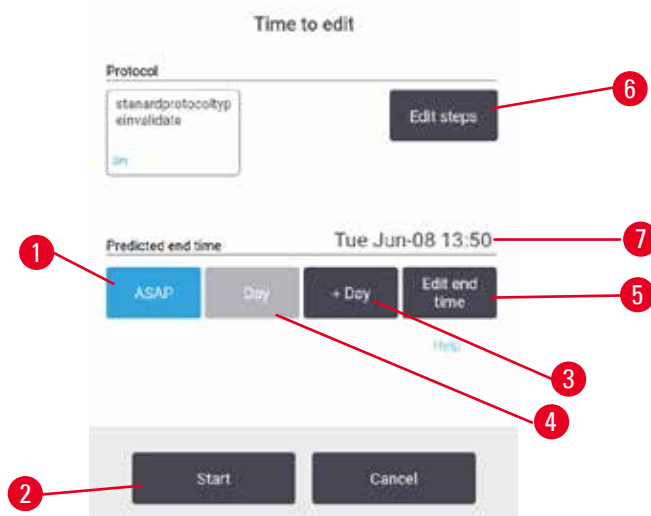 Time to edit
Protocol
stanardprotocoltyp
einvalidate
Edit steps
6
Predicted end time
Tue Jun-08 13:50
7
1
ASAP
Day
+ Day
Edit end
time
5
Help
3
4
Start
Cancel
2